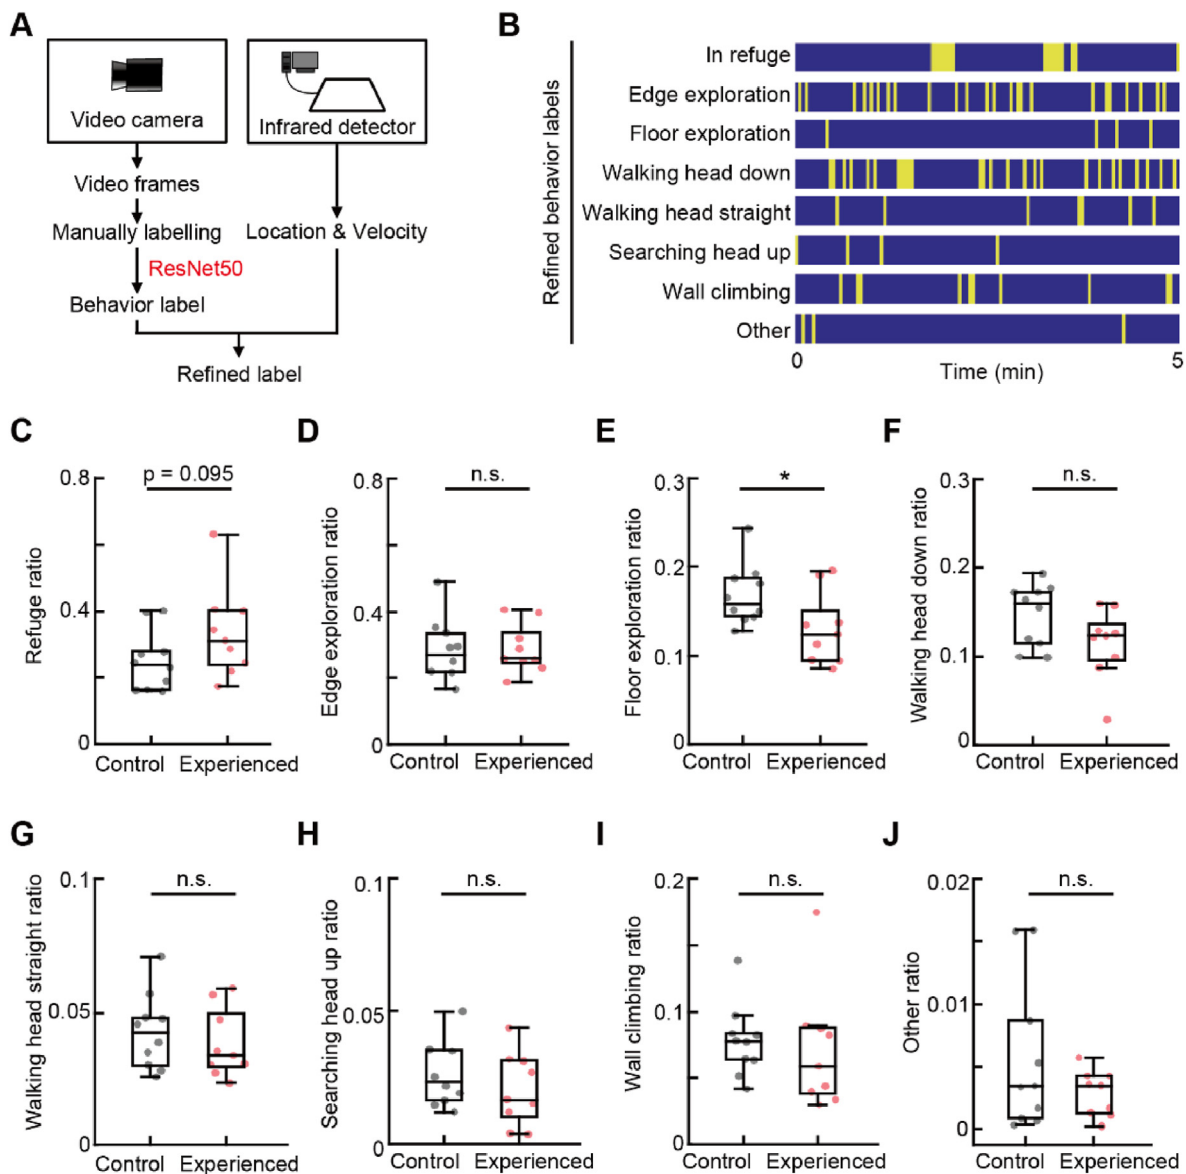 A
Video camera
Infrared detector
Video frames
Manually labelling
Location & Velocity
ResNet50
Behavior label
Refined label
B
Refined behavior labels
In refuge
Edge exploration
Floor exploration
Walking head down
Walking head straight
Searching head up
Wall climbing
Other
0
5
Time (min)
C
p = 0.095
0.8
0.4
0
Refuge ratio
Control Experienced
D
n.s.
0.8
0.4
0
Edge exploration ratio
Control Experienced
E
*
0.3
0.2
0.1
0
Floor exploration ratio
Control Experienced
F
n.s.
0.3
0.2
0.1
0
Walking head down ratio
Control Experienced
G
n.s.
0.1
0.05
0
Walking head straight ratio
Control Experienced
H
n.s.
0.1
0.05
0
Searching head up ratio
Control Experienced
I
n.s.
0.2
0.1
0
Wall climbing ratio
Control Experienced
J
n.s.
0.02
0.01
0
Other ratio
Control Experienced